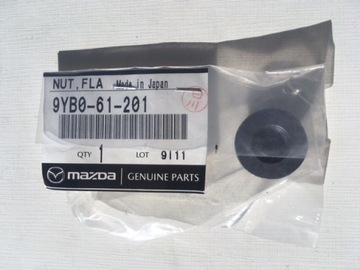 NUT,FLA Made in Japan
9YB0-61-201
QTY 1 LOT 9111
mazda GENUINE PARTS